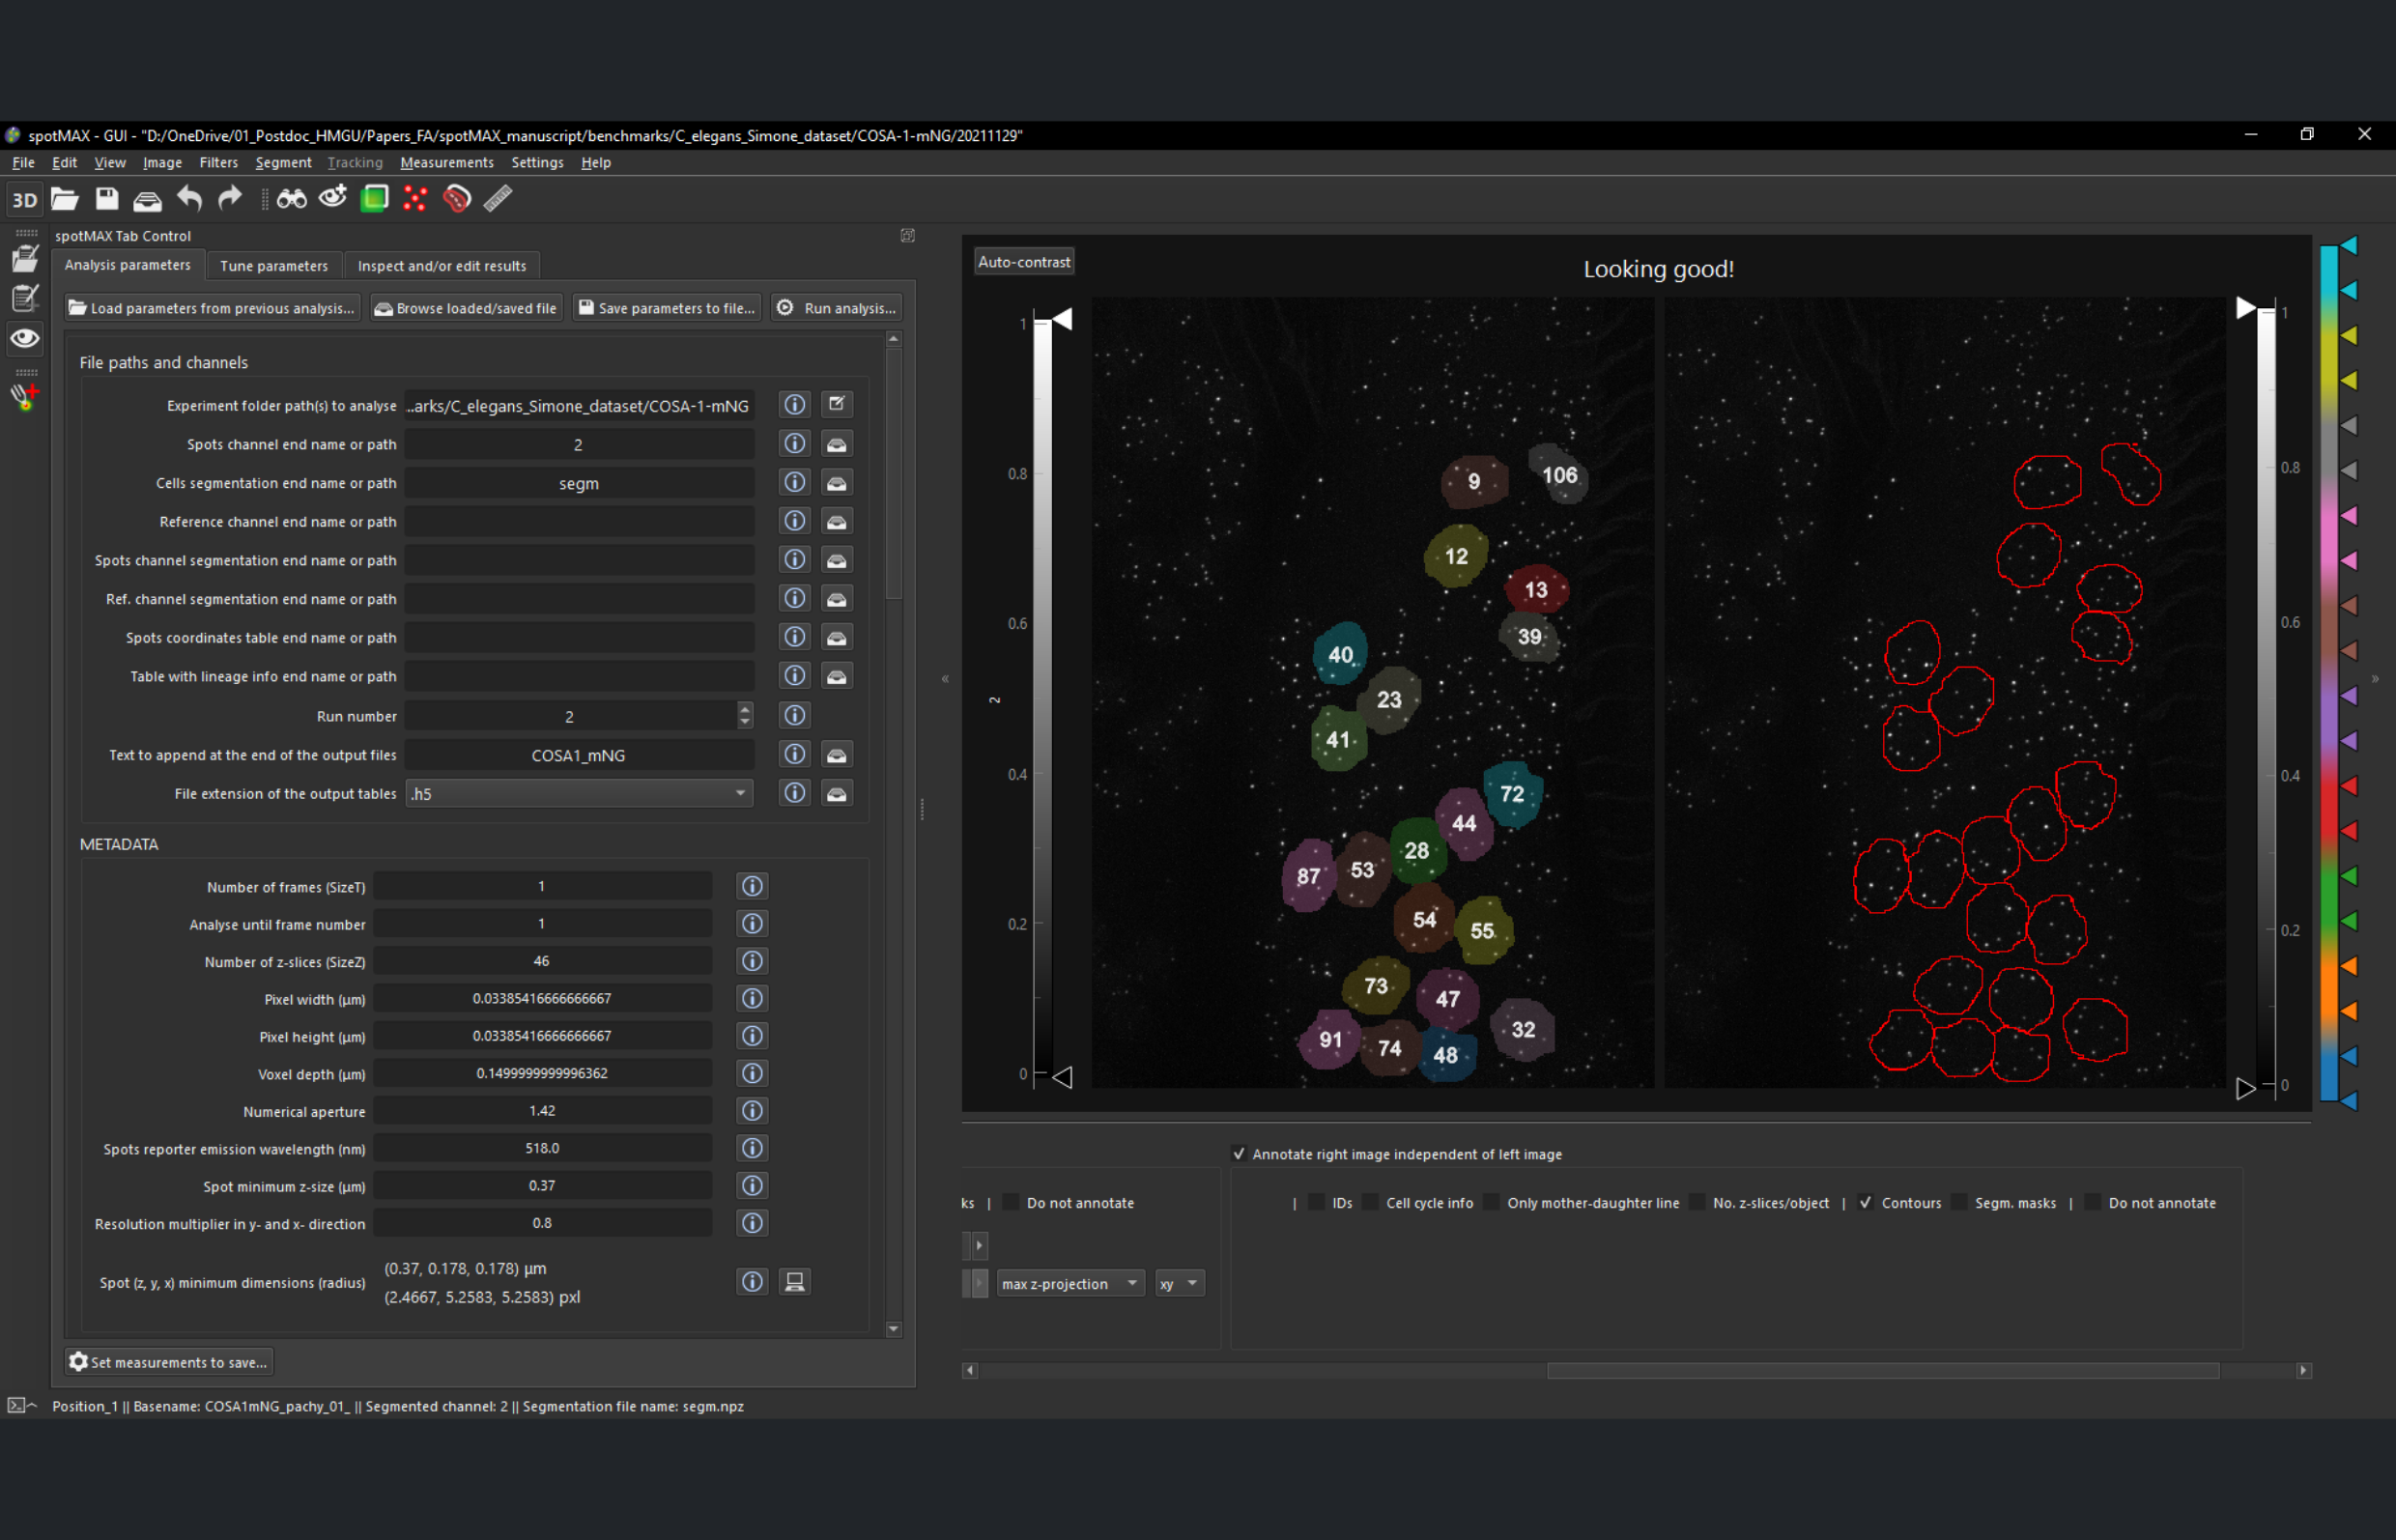 spotMAX - GUI - "D:/OneDrive/01_Postdoc_HMGU/Papers_FA/spotMAX_manuscript/benchmarks/C_elegans_Simone_dataset/COSA-1-mNG/20211129"
File Edit View Image Filters Segment Tracking Measurements Settings Help
3D
spotMAX Tab Control
Analysis parameters Tune parameters Inspect and/or edit results
Load parameters from previous analysis... Browse loaded/saved file Save parameters to file... Run analysis...
File paths and channels
Experiment folder path(s) to analyse ...arks/C_elegans_Simone_dataset/COSA-1-mNG
Spots channel end name or path 2
Cells segmentation end name or path segm
Reference channel end name or path
Spots channel segmentation end name or path
Ref. channel segmentation end name or path
Spots coordinates table end name or path
Table with lineage info end name or path
Run number 2
Text to append at the end of the output files COSA1_mNG
File extension of the output tables .h5
METADATA
Number of frames (SizeT) 1
Analyse until frame number 1
Number of z-slices (SizeZ) 46
Pixel width (μm) 0.03385416666666667
Pixel height (μm) 0.03385416666666667
Voxel depth (μm) 0.1499999999996362
Numerical aperture 1.42
Spots reporter emission wavelength (nm) 518.0
Spot minimum z-size (μm) 0.37
Resolution multiplier in y- and x- direction 0.8
Spot (z, y, x) minimum dimensions (radius) (0.37, 0.178, 0.178) μm
(2.4667, 5.2583, 5.2583) pxl
Set measurements to save...
Position_1 || Basename: COSA1mNG_pachy_01_ || Segmented channel: 2 || Segmentation file name: segm.npz
Auto-contrast
Looking good!
1
0.8
0.6
2
0.4
0.2
0
9
106
12
13
39
40
23
41
72
44
28
53
87
54
55
73
47
32
91
74
48
1
0.8
0.6
0.4
0.2
0
Annotate right image independent of left image
ks | Do not annotate
| IDs Cell cycle info Only mother-daughter line No. z-slices/object | Contours Segm. masks | Do not annotate
max z-projection xy